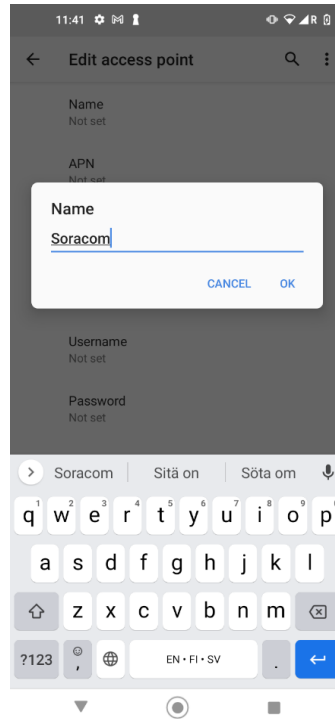 11:41
R
Edit access point
Name
Not set
APN
Not set
Name
Soracom
CANCEL OK
Username
Not set
Password
Not set
Soracom Sitä on Söta om
1 2 3 4 5 6 7 8 9
q w e r t y u i o p
a s d f g h j k l
z x c v b n m
?123 , EN • FI • SV .